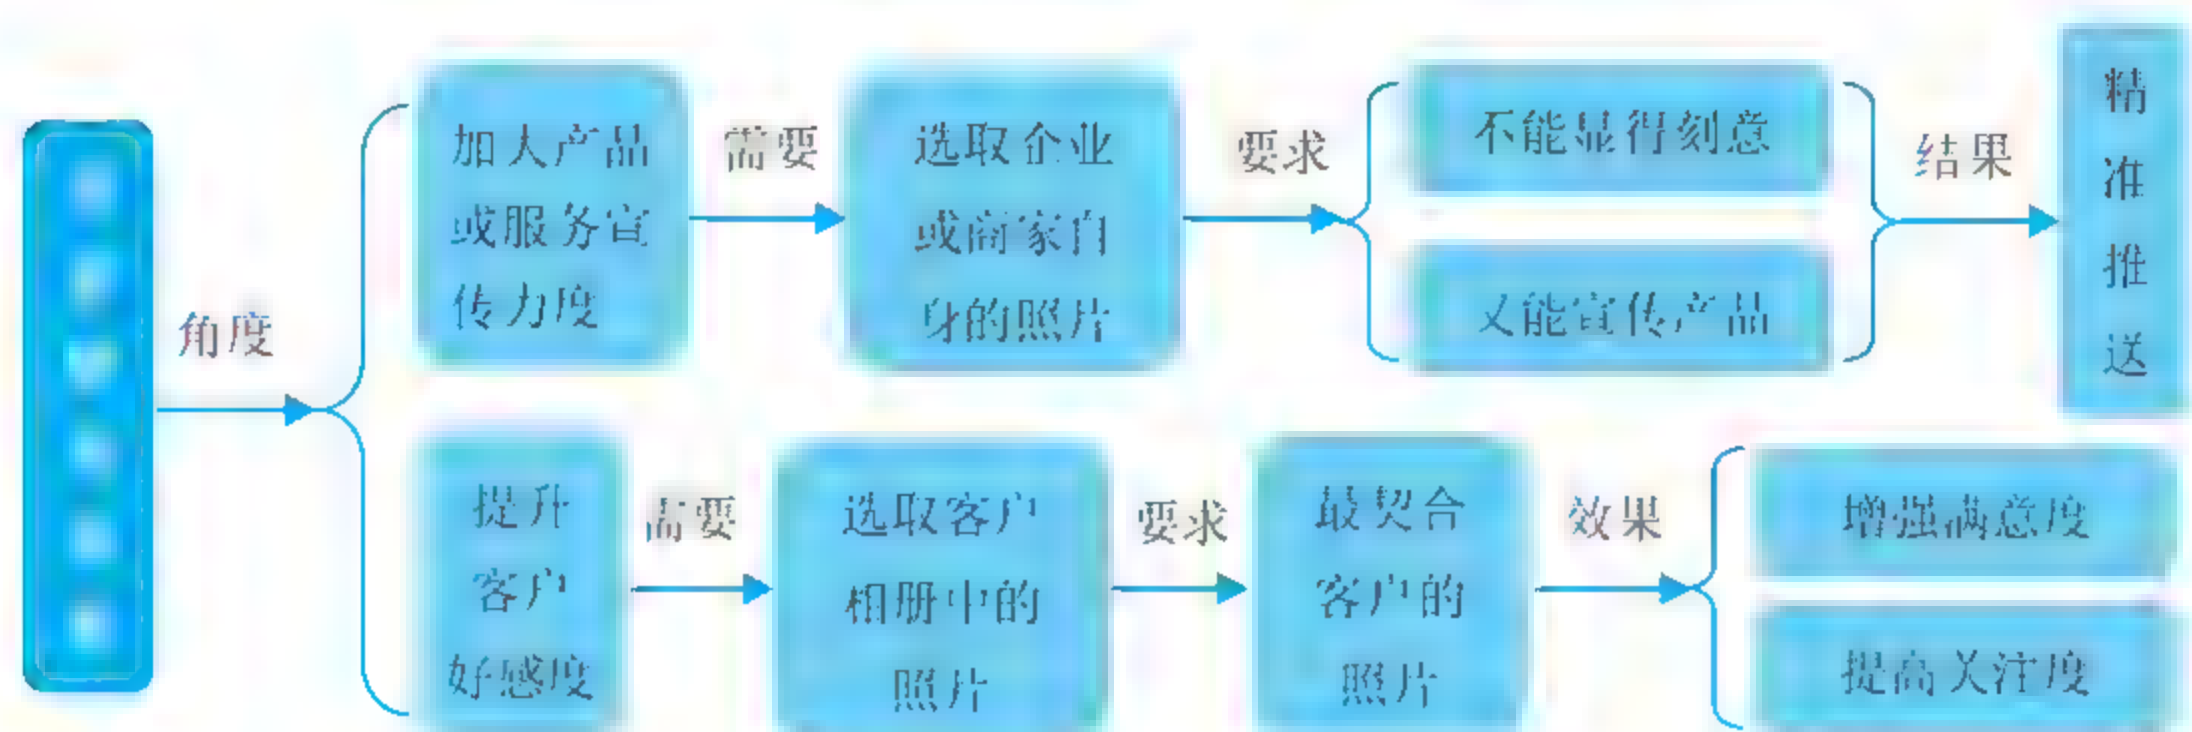 角度
加大产品
或服务宣
传力度
需要
选取企业
或商家自
身的照片
要求
不能显得刻意
又能宣传产品
结果
精
准
推
送
提升
客户
好感度
需要
选取客户
相册中的
照片
要求
最契合
客户的
照片
效果
增强满意度
提高关注度